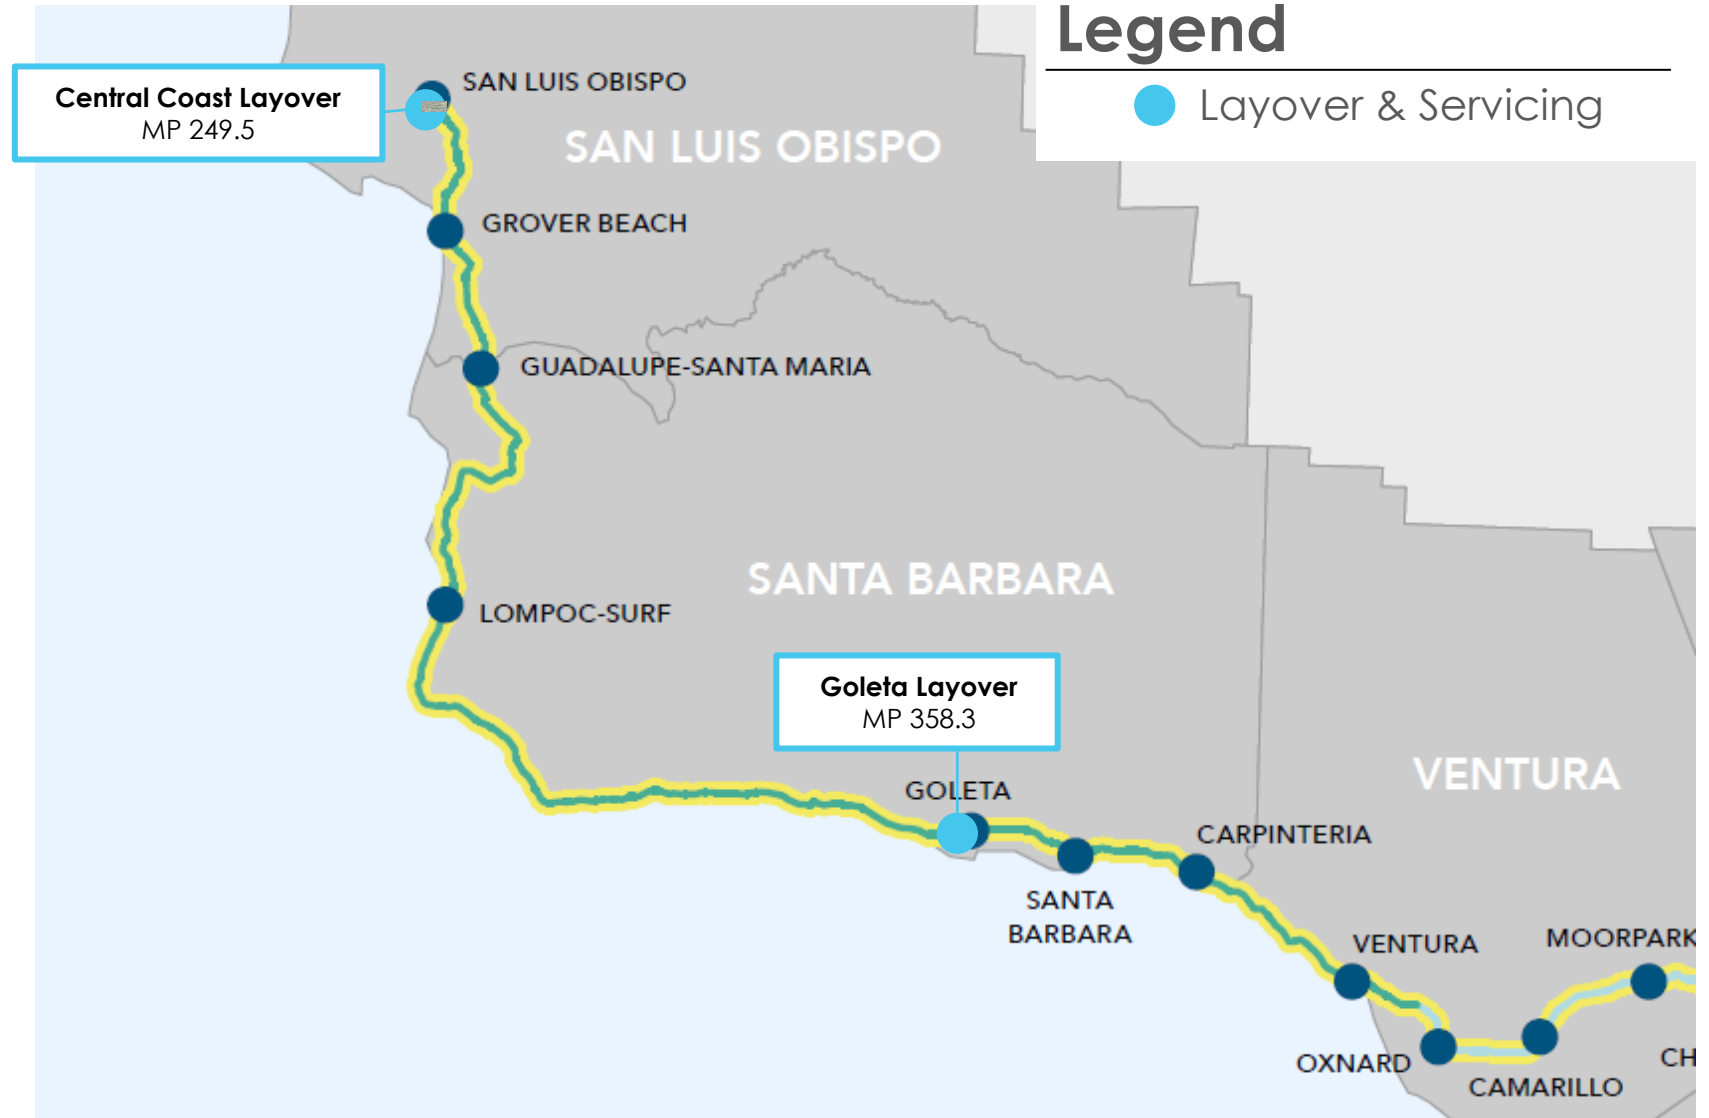 Legend
Layover & Servicing
Central Coast Layover
MP 249.5
SAN LUIS OBISPO
SAN LUIS OBISPO
GROVER BEACH
GUADALUPE-SANTA MARIA
SANTA BARBARA
LOMPOC-SURF
Goleta Layover
MP 358.3
GOLETA
VENTURA
CARPINTERIA
SANTA
BARBARA
VENTURA
MOORPARK
OXNARD
CAMARILLO
CH